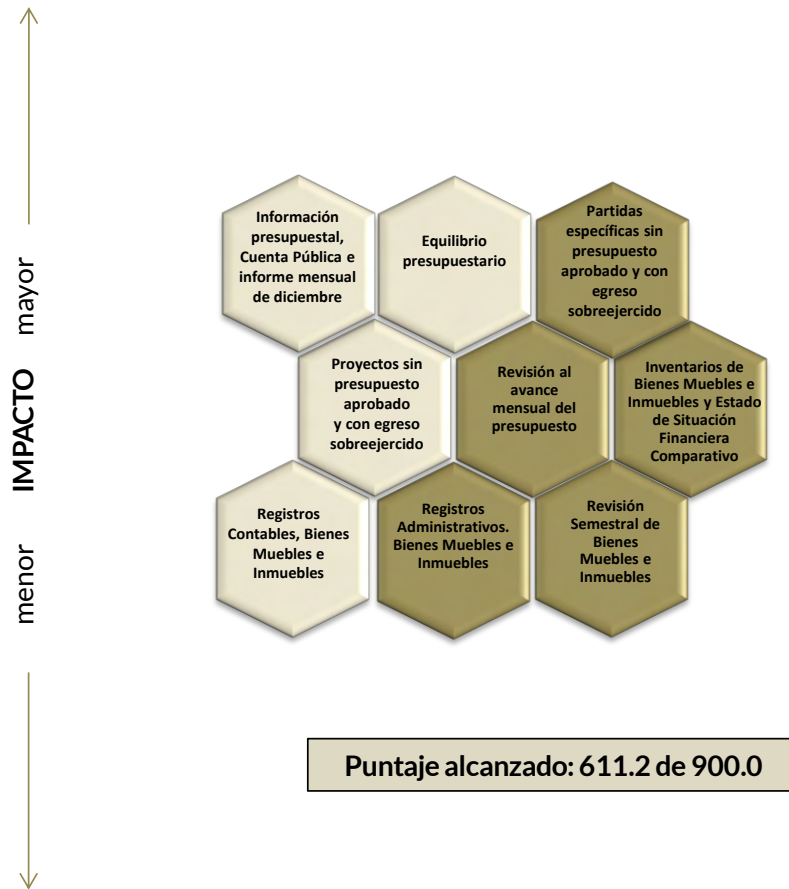 mayor
IMPACTO
menor
Información
presupuestal,
Cuenta Pública e
informe mensual
de diciembre
Equilibrio
presupuestario
Partidas
específicas sin
presupuesto
aprobado y con
egreso
sobreejercido
Proyectos sin
presupuesto
aprobado
y con egreso
sobreejercido
Revisión al
avance
mensual del
presupuesto
Inventarios de
Bienes Muebles e
Inmuebles y Estado
de Situación
Financiera
Comparativo
Registros
Contables, Bienes
Muebles e
Inmuebles
Registros
Administrativos.
Bienes Muebles e
Inmuebles
Revisión
Semestral de
Bienes
Muebles e
Inmuebles
Puntaje alcanzado: 611.2 de 900.0